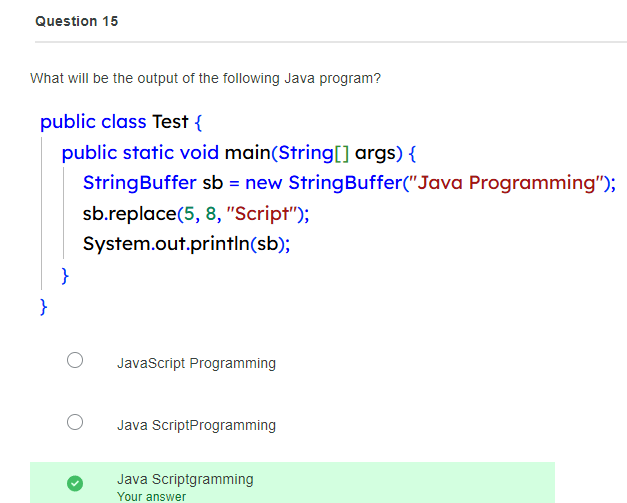 Question 15
What will be the output of the following Java program?
public class Test {
public static void main(String[] args) {
StringBuffer sb = new StringBuffer("Java Programming");
sb.replace(5, 8, "Script");
System.out.println(sb);
}
}
JavaScript Programming
Java ScriptProgramming
Java Scriptgramming
Your answer